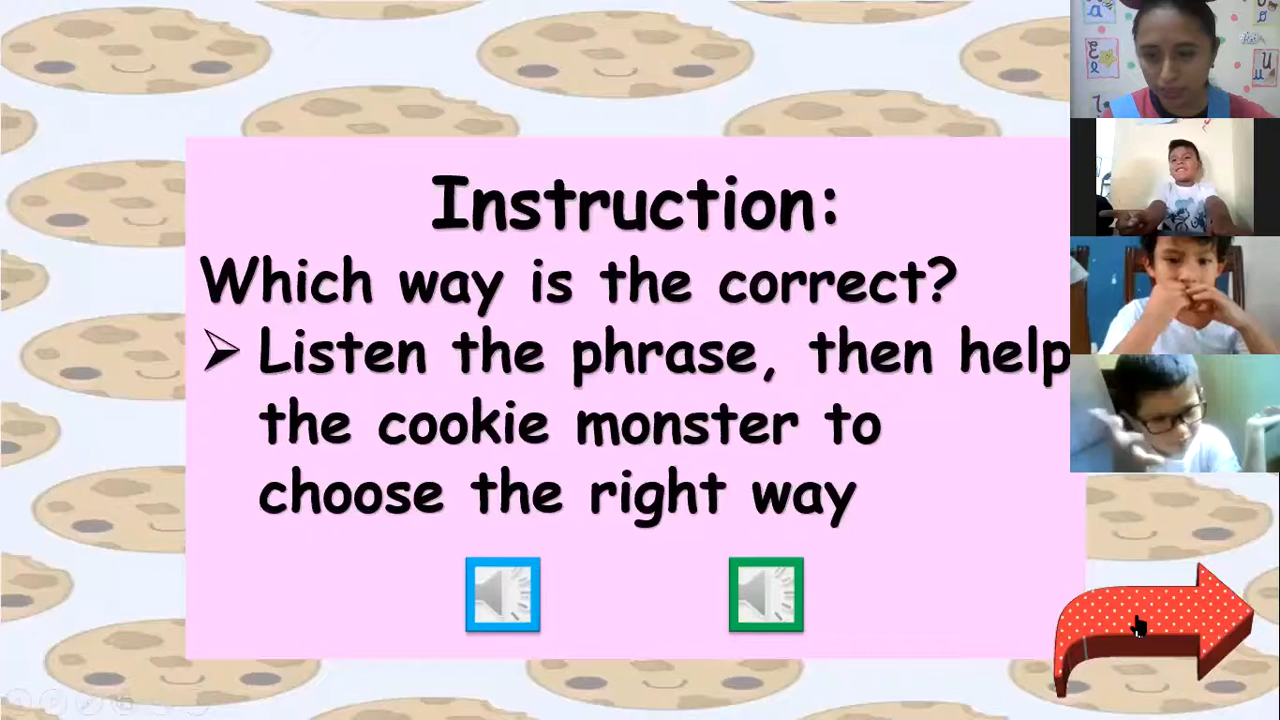 Instruction:
Which way is the correct?
➢ Listen the phrase, then help
the cookie monster to
choose the right way
a
o
E
e
U
u